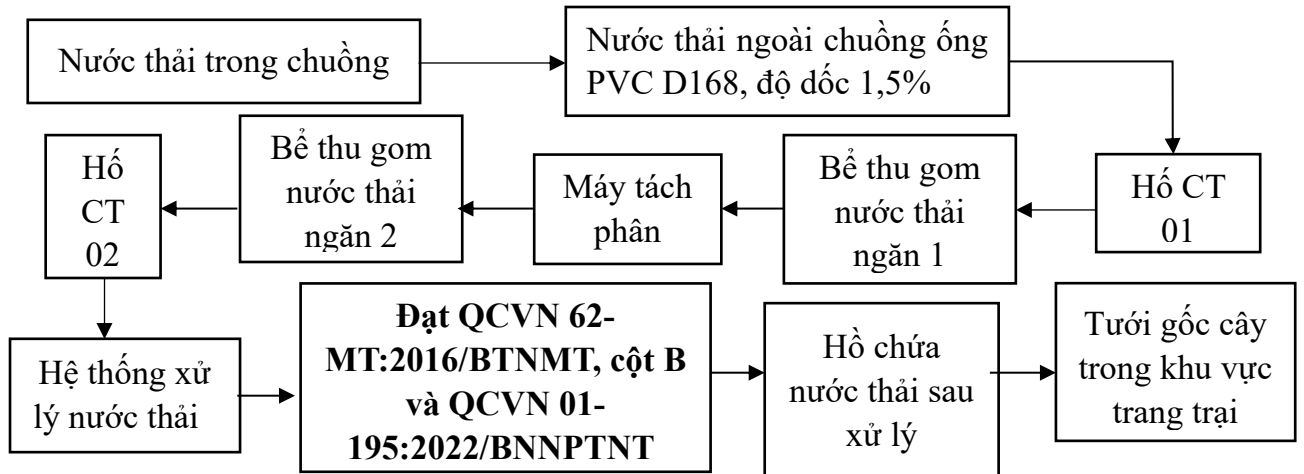 Nước thải trong chuồng
Nước thải ngoài chuồng ống
PVC D168, độ dốc 1,5%
Hố CT
01
Bể thu gom
nước thải
ngăn 1
Máy tách
phân
Bể thu gom
nước thải
ngăn 2
Hố
CT
02
Hệ thống xử
lý nước thải
Đạt QCVN 62-
MT:2016/BTNMT, cột B
và QCVN 01-
195:2022/BNNPTNT
Hồ chứa
nước thải sau
xử lý
Tưới gốc cây
trong khu vực
trang trại